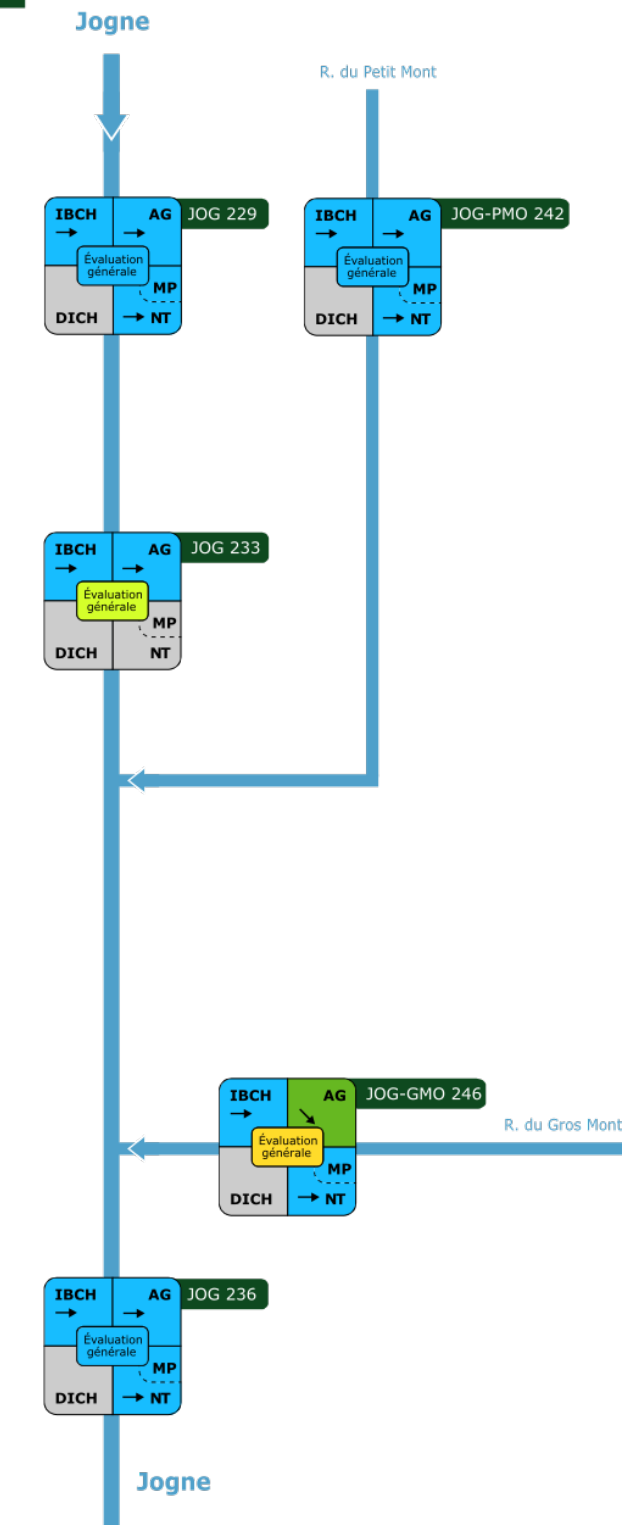 Jogne
R. du Petit Mont
IBCH AG JOG 229
Évaluation
générale
MP
DICH NT
IBCH AG JOG-PMO 242
Évaluation
générale
MP
DICH NT
IBCH AG JOG 233
Évaluation
générale
MP
DICH NT
IBCH AG JOG-GMO 246
R. du Gros Mont
Évaluation
générale
MP
DICH NT
IBCH AG JOG 236
Évaluation
générale
MP
DICH NT
Jogne